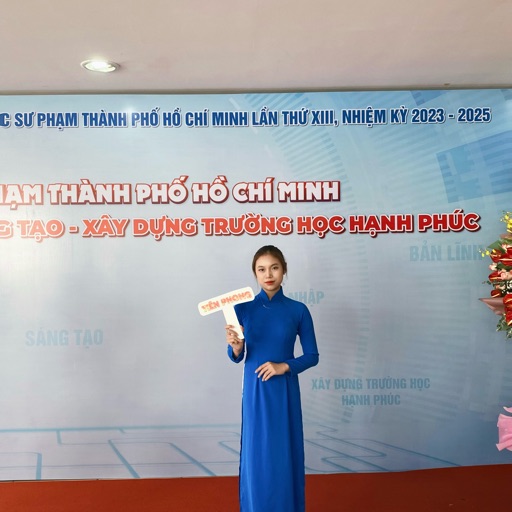 C SƯ PHẠM THÀNH PHỐ HỒ CHÍ MINH LẦN THỨ XIII, NHIỆM KỲ 2023 - 2025
HẠM THÀNH PHỐ HỒ CHÍ MINH
G TẠO - XÂY DỰNG TRƯỜNG HỌC HẠNH PHÚC
BẢN LĨNH
NHẬP
TIÊN PHONG
SÁNG TẠO
XÂY DỰNG TRƯỜNG HỌC
HẠNH PHÚC